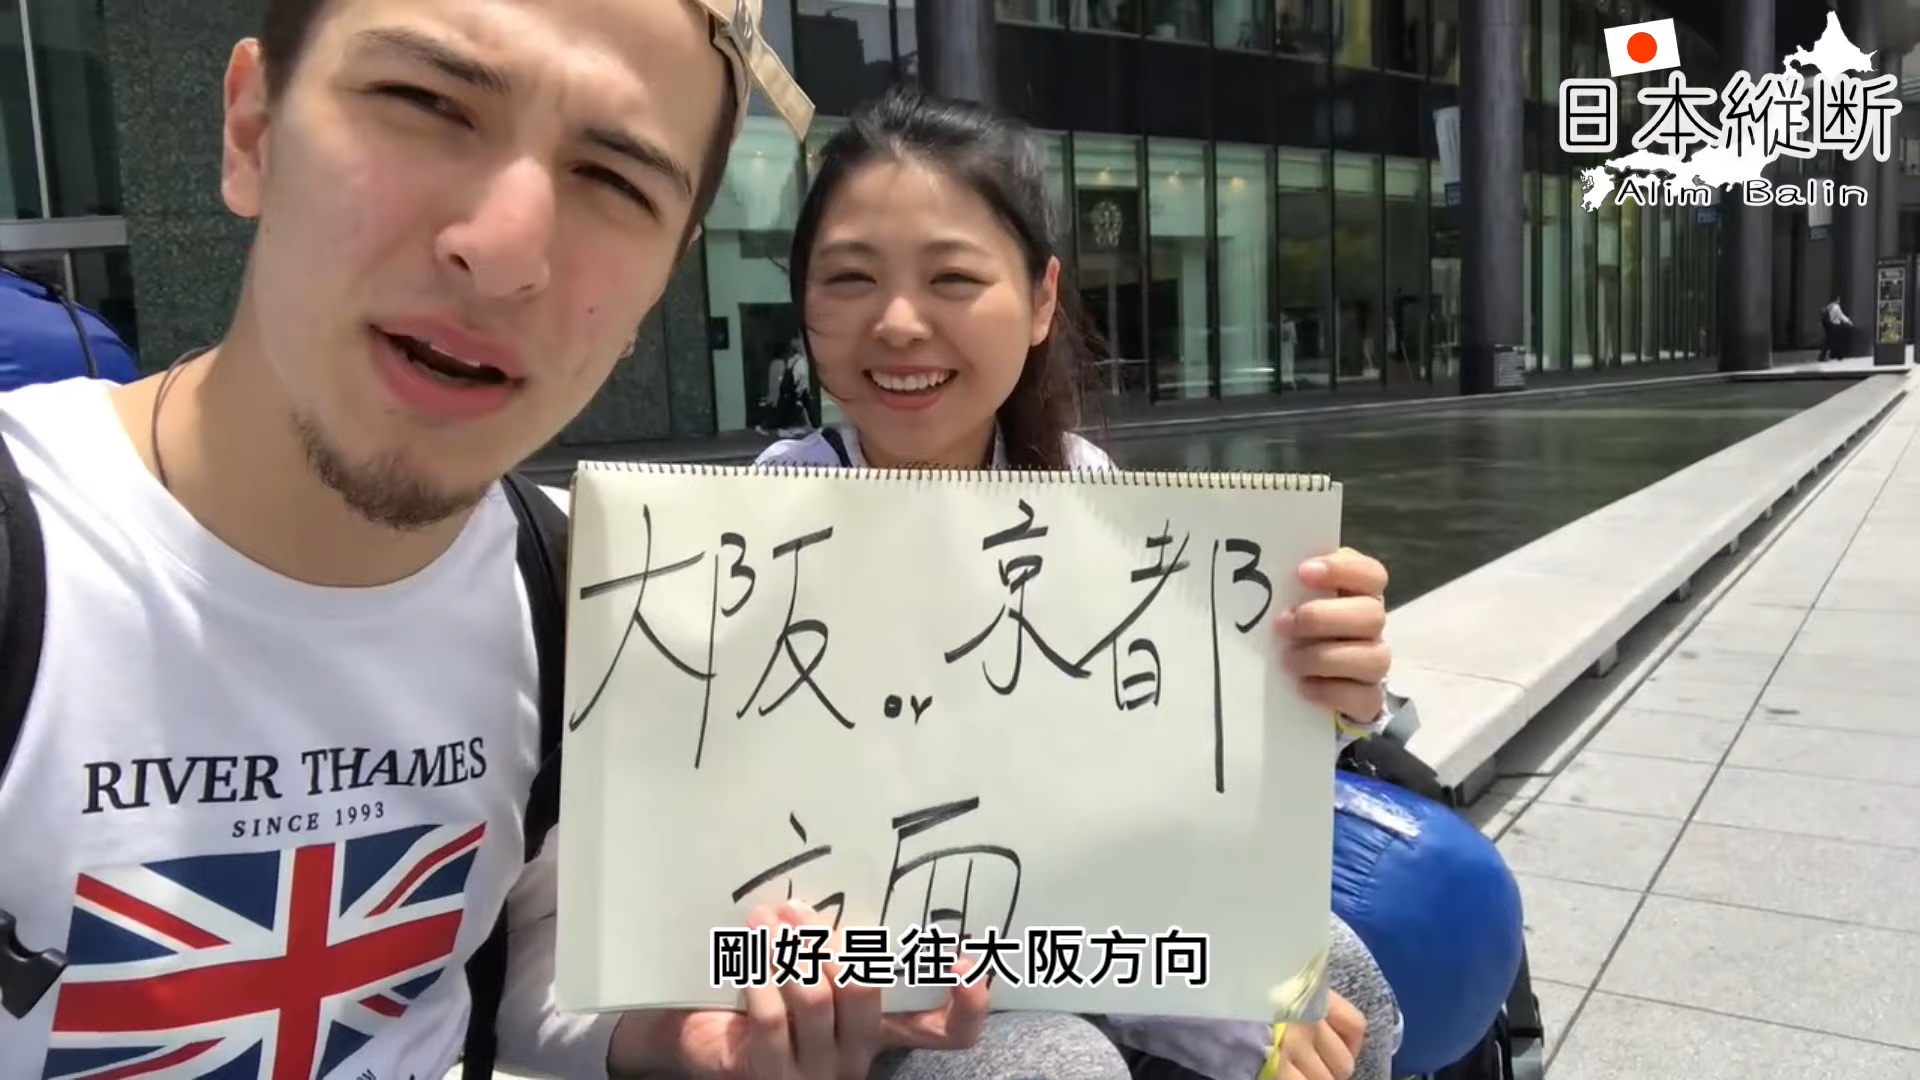 日本縦断
Alim Balin
大阪 or 京都
方面
RIVER THAMES
SINCE 1993
剛好是往大阪方向